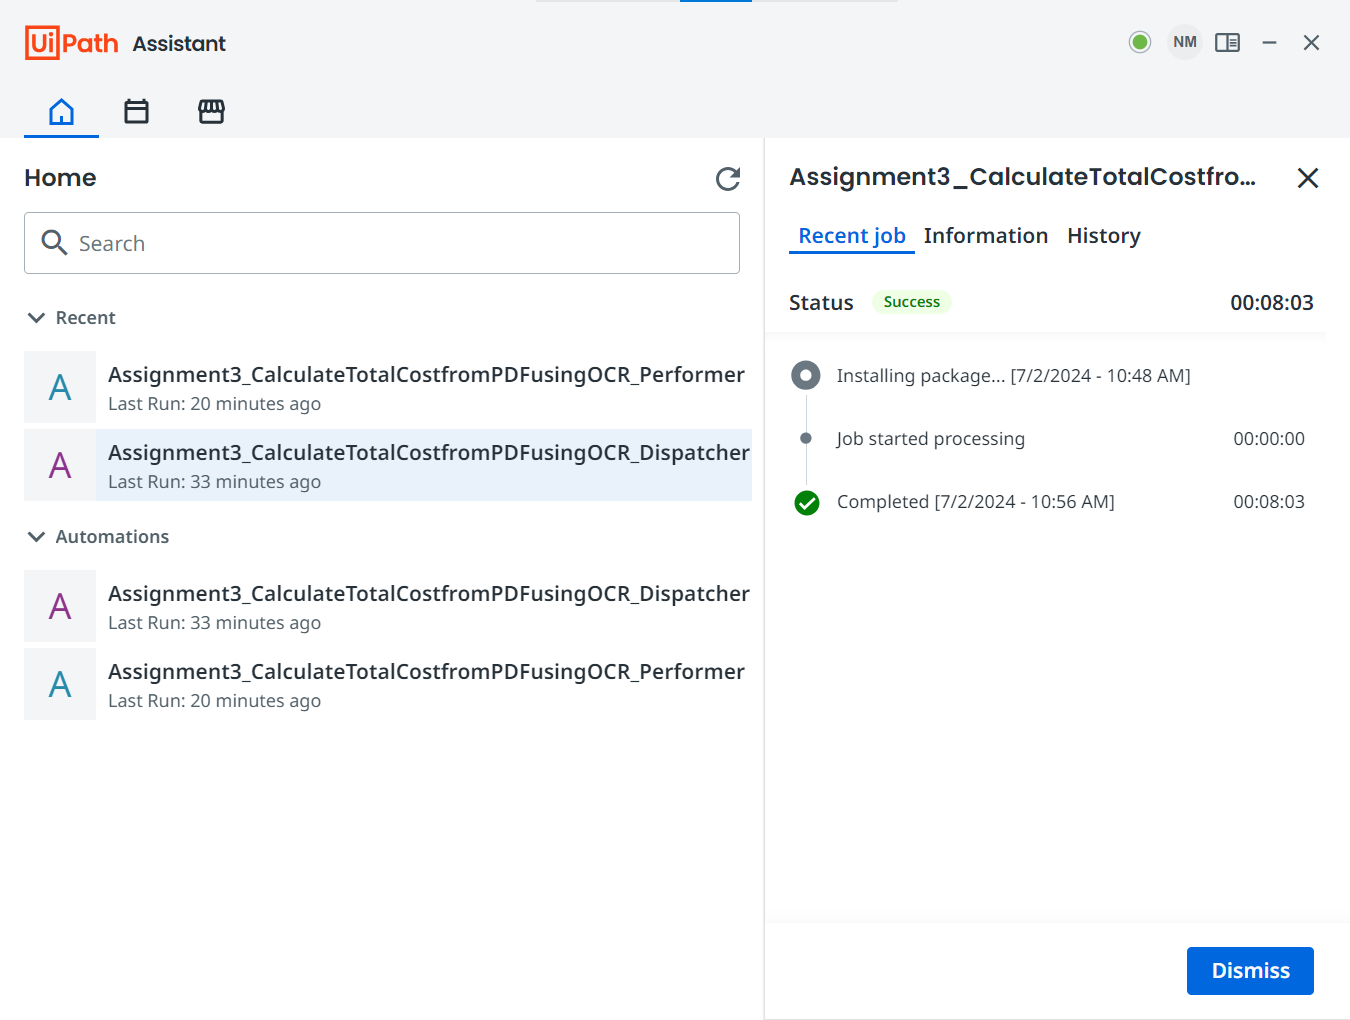 UiPath Assistant
NM
Home
Search
Recent
A
Assignment3_CalculateTotalCostfromPDFusingOCR_Performer
Last Run: 20 minutes ago
A
Assignment3_CalculateTotalCostfromPDFusingOCR_Dispatcher
Last Run: 33 minutes ago
Automations
A
Assignment3_CalculateTotalCostfromPDFusingOCR_Dispatcher
Last Run: 33 minutes ago
A
Assignment3_CalculateTotalCostfromPDFusingOCR_Performer
Last Run: 20 minutes ago
Assignment3_CalculateTotalCostfro...
Recent job Information History
Status Success 00:08:03
Installing package... [7/2/2024 - 10:48 AM]
Job started processing 00:00:00
Completed [7/2/2024 - 10:56 AM] 00:08:03
Dismiss